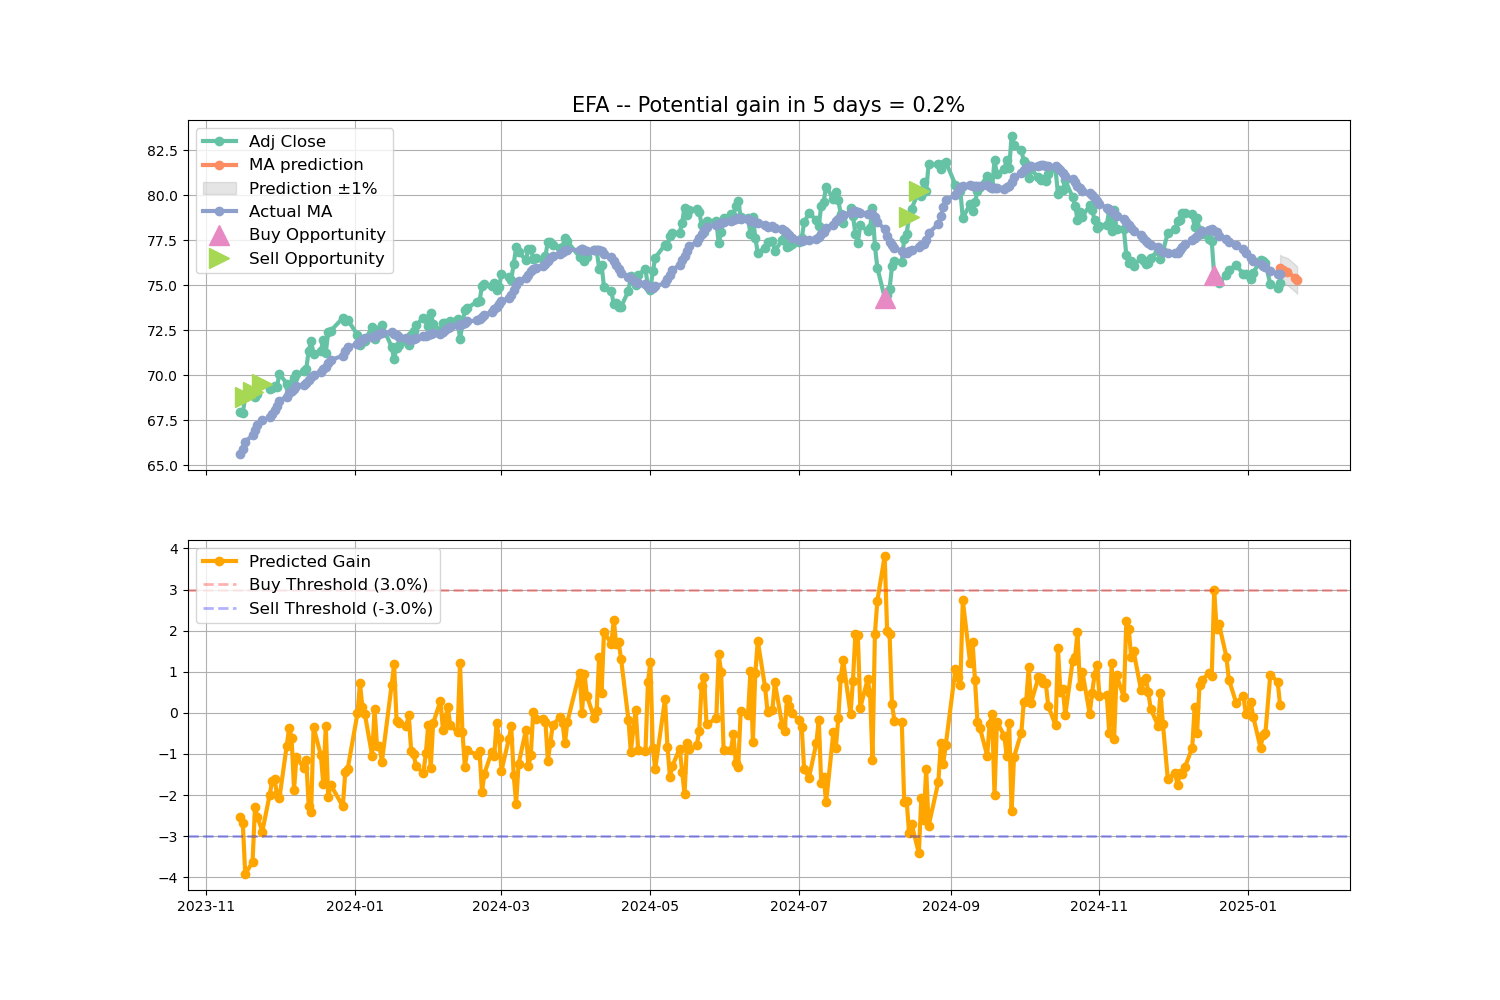 EFA -- Potential gain in 5 days = 0.2%
Adj Close
MA prediction
Prediction ±1%
Actual MA
Buy Opportunity
Sell Opportunity
82.5
80.0
77.5
75.0
72.5
70.0
67.5
65.0
Predicted Gain
Buy Threshold (3.0%)
Sell Threshold (-3.0%)
4
3
2
1
0
−1
−2
−3
−4
2023-11 2024-01 2024-03 2024-05 2024-07 2024-09 2024-11 2025-01